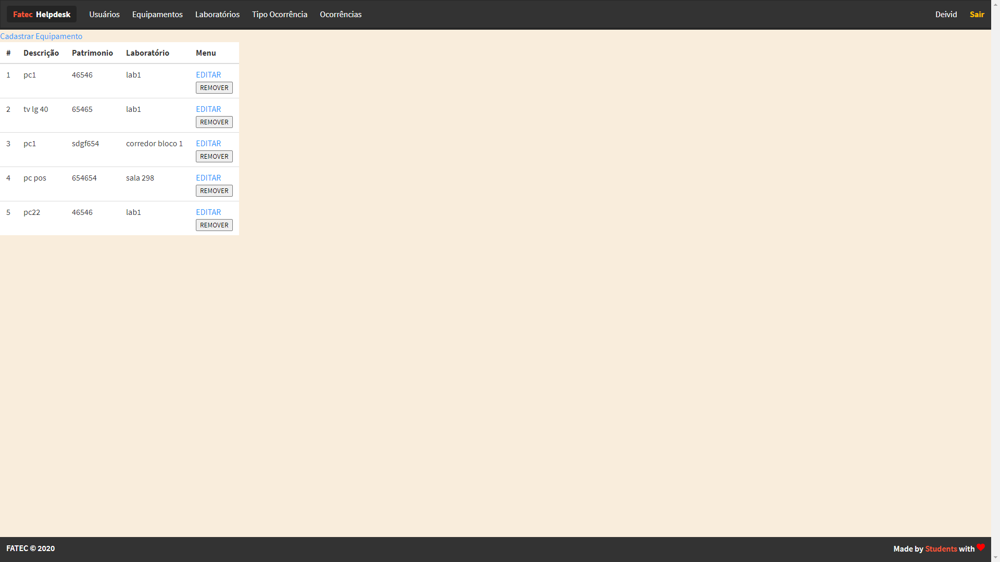 Fatec Helpdesk Usuários Equipamentos Laboratórios Tipo Ocorrência Ocorrências Deivid Sair
Cadastrar Equipamento
# Descrição Patrimonio Laboratório Menu
1 pc1 46546 lab1 EDITAR
REMOVER
2 tv lg 40 65465 lab1 EDITAR
REMOVER
3 pc1 sdgf654 corredor bloco 1 EDITAR
REMOVER
4 pc pos 654654 sala 298 EDITAR
REMOVER
5 pc22 46546 lab1 EDITAR
REMOVER
FATEC © 2020 Made by Students with